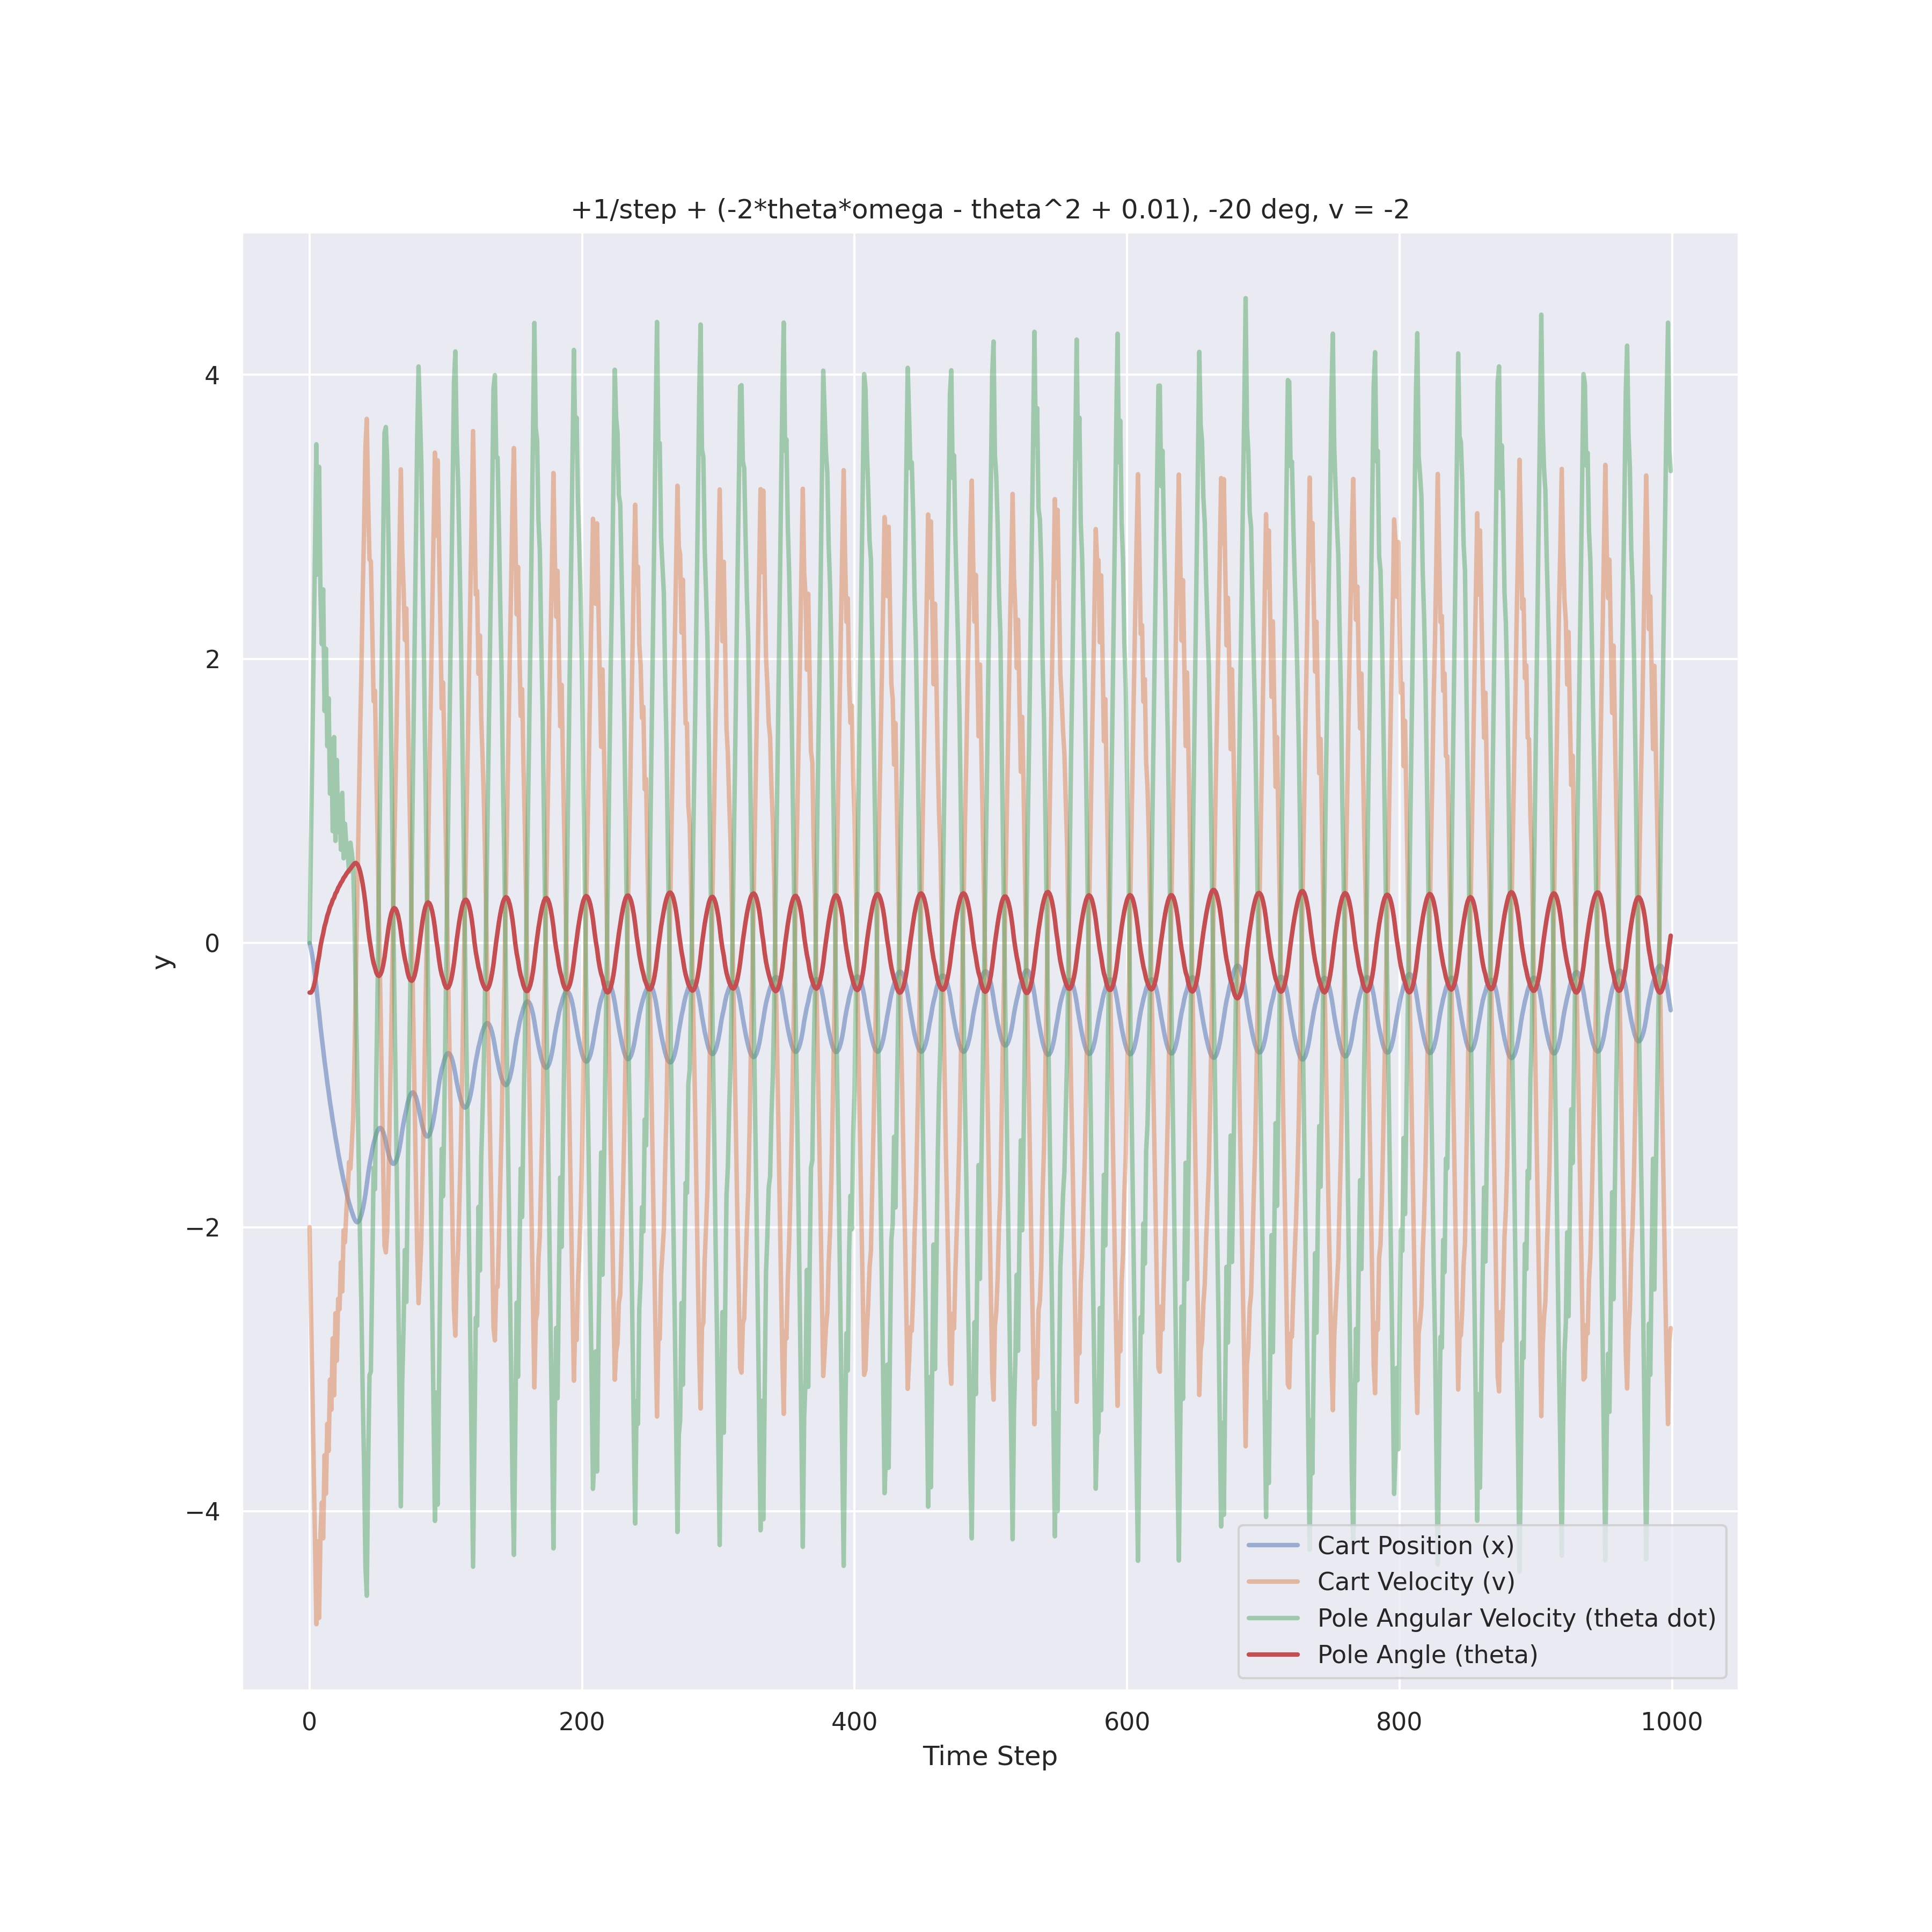 +1/step + (-2*theta*omega - theta^2 + 0.01), -20 deg, v = -2
4
2
0
−2
−4
y
0 200 400 600 800 1000
Time Step
Cart Position (x)
Cart Velocity (v)
Pole Angular Velocity (theta dot)
Pole Angle (theta)